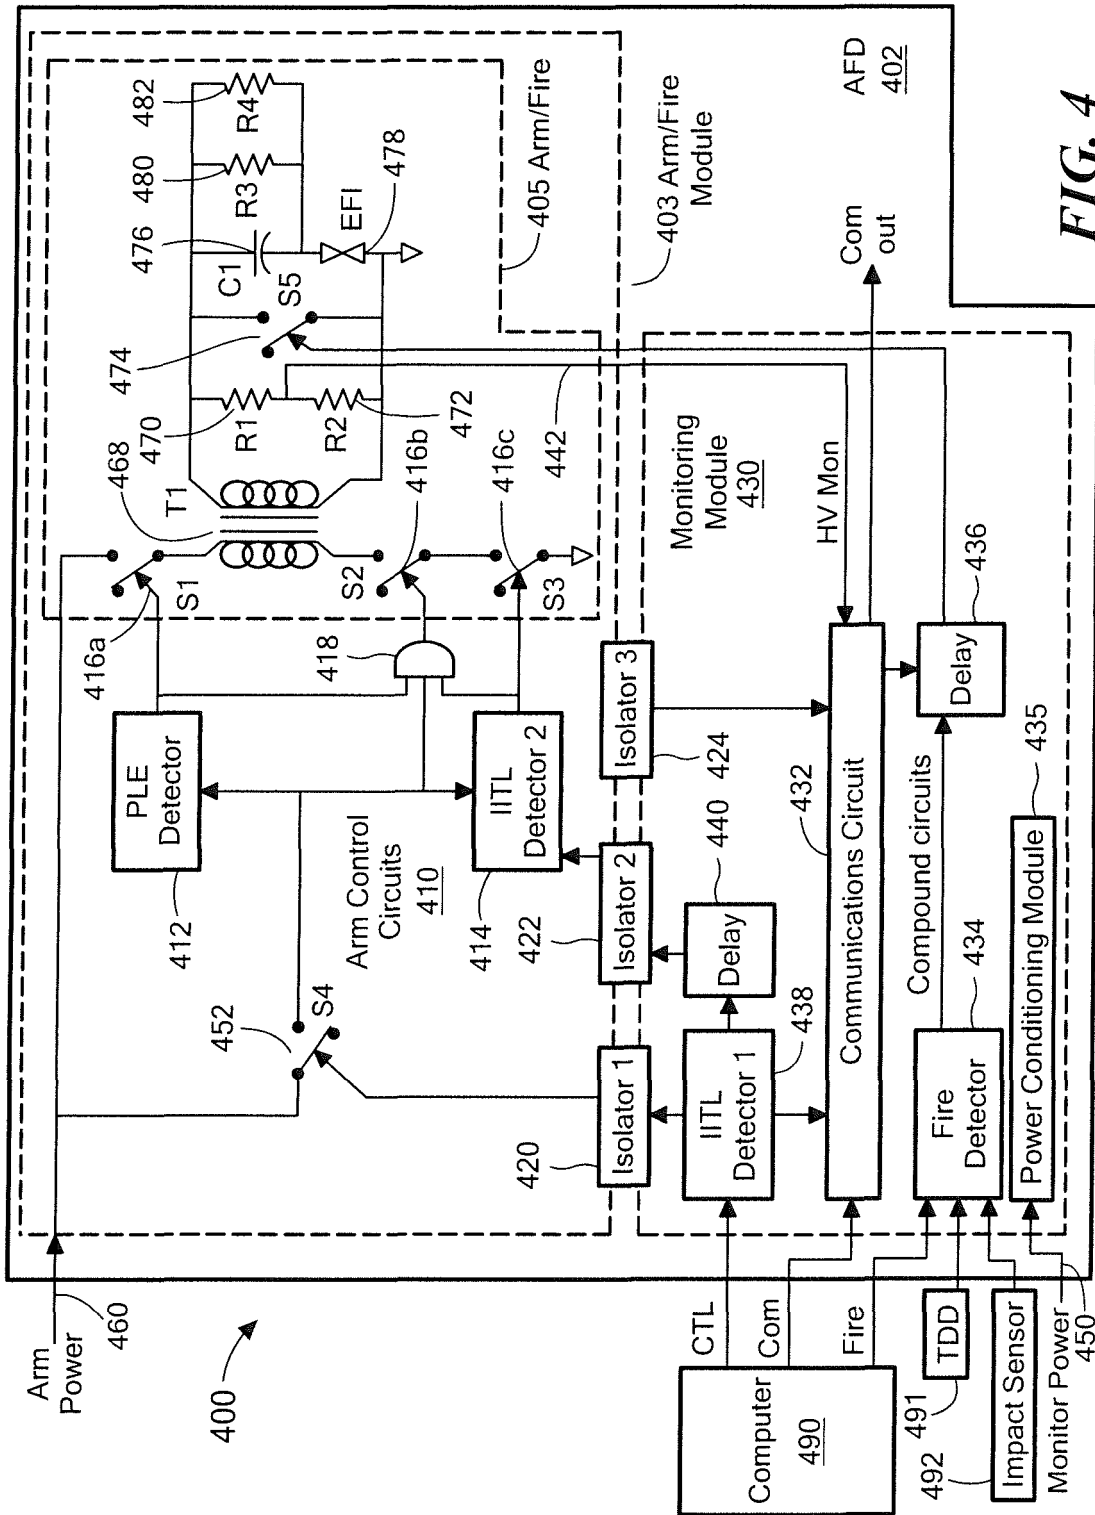 Arm
Power
460
400
PLE
Detector
412
416a
S1
T1
468
470
R1
R2
472
474
S5
476
C1
R3
480
R4
482
EFI
478
405 Arm/Fire
403 Arm/Fire
Module
AFD
402
S2
416b
416c
S3
418
442
452
S4
Arm Control
Circuits
410
IITL
Detector 2
414
Isolator 1
420
Isolator 2
422
Isolator 3
424
Monitoring
Module
430
HV Mon
Com
out
IITL
Detector 1
438
Delay
440
Communications Circuit
432
Fire
Detector
434
Compound circuits
Delay
436
Power Conditioning Module
435
Computer
490
CTL
Com
Fire
TDD
491
Impact Sensor
492
Monitor Power
450
FIG. 4